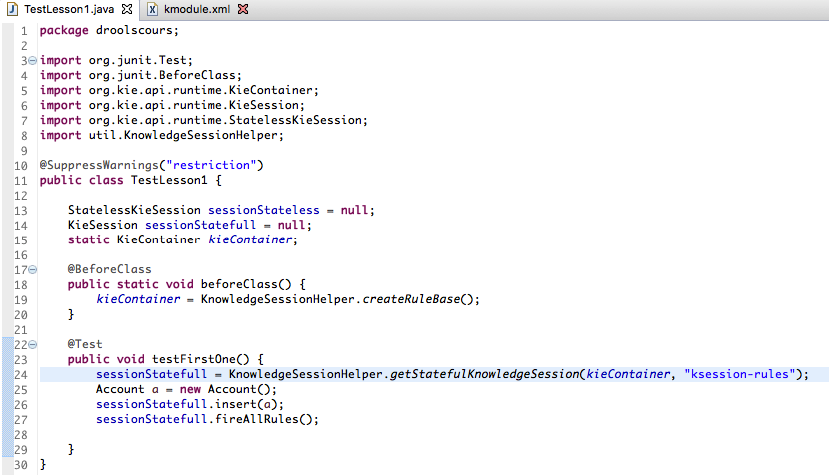 TestLesson1.java kmodule.xml
1 package droolscours;
2
3 import org.junit.Test;
4 import org.junit.BeforeClass;
5 import org.kie.api.runtime.KieContainer;
6 import org.kie.api.runtime.KieSession;
7 import org.kie.api.runtime.StatelessKieSession;
8 import util.KnowledgeSessionHelper;
9
10 @SuppressWarnings("restriction")
11 public class TestLesson1 {
12
13     StatelessKieSession sessionStateless = null;
14     KieSession sessionStatefull = null;
15     static KieContainer kieContainer;
16
17     @BeforeClass
18     public static void beforeClass() {
19         kieContainer = KnowledgeSessionHelper.createRuleBase();
20     }
21
22     @Test
23     public void testFirstOne() {
24         sessionStatefull = KnowledgeSessionHelper.getStatefulKnowledgeSession(kieContainer, "ksession-rules");
25         Account a = new Account();
26         sessionStatefull.insert(a);
27         sessionStatefull.fireAllRules();
28
29     }
30 }